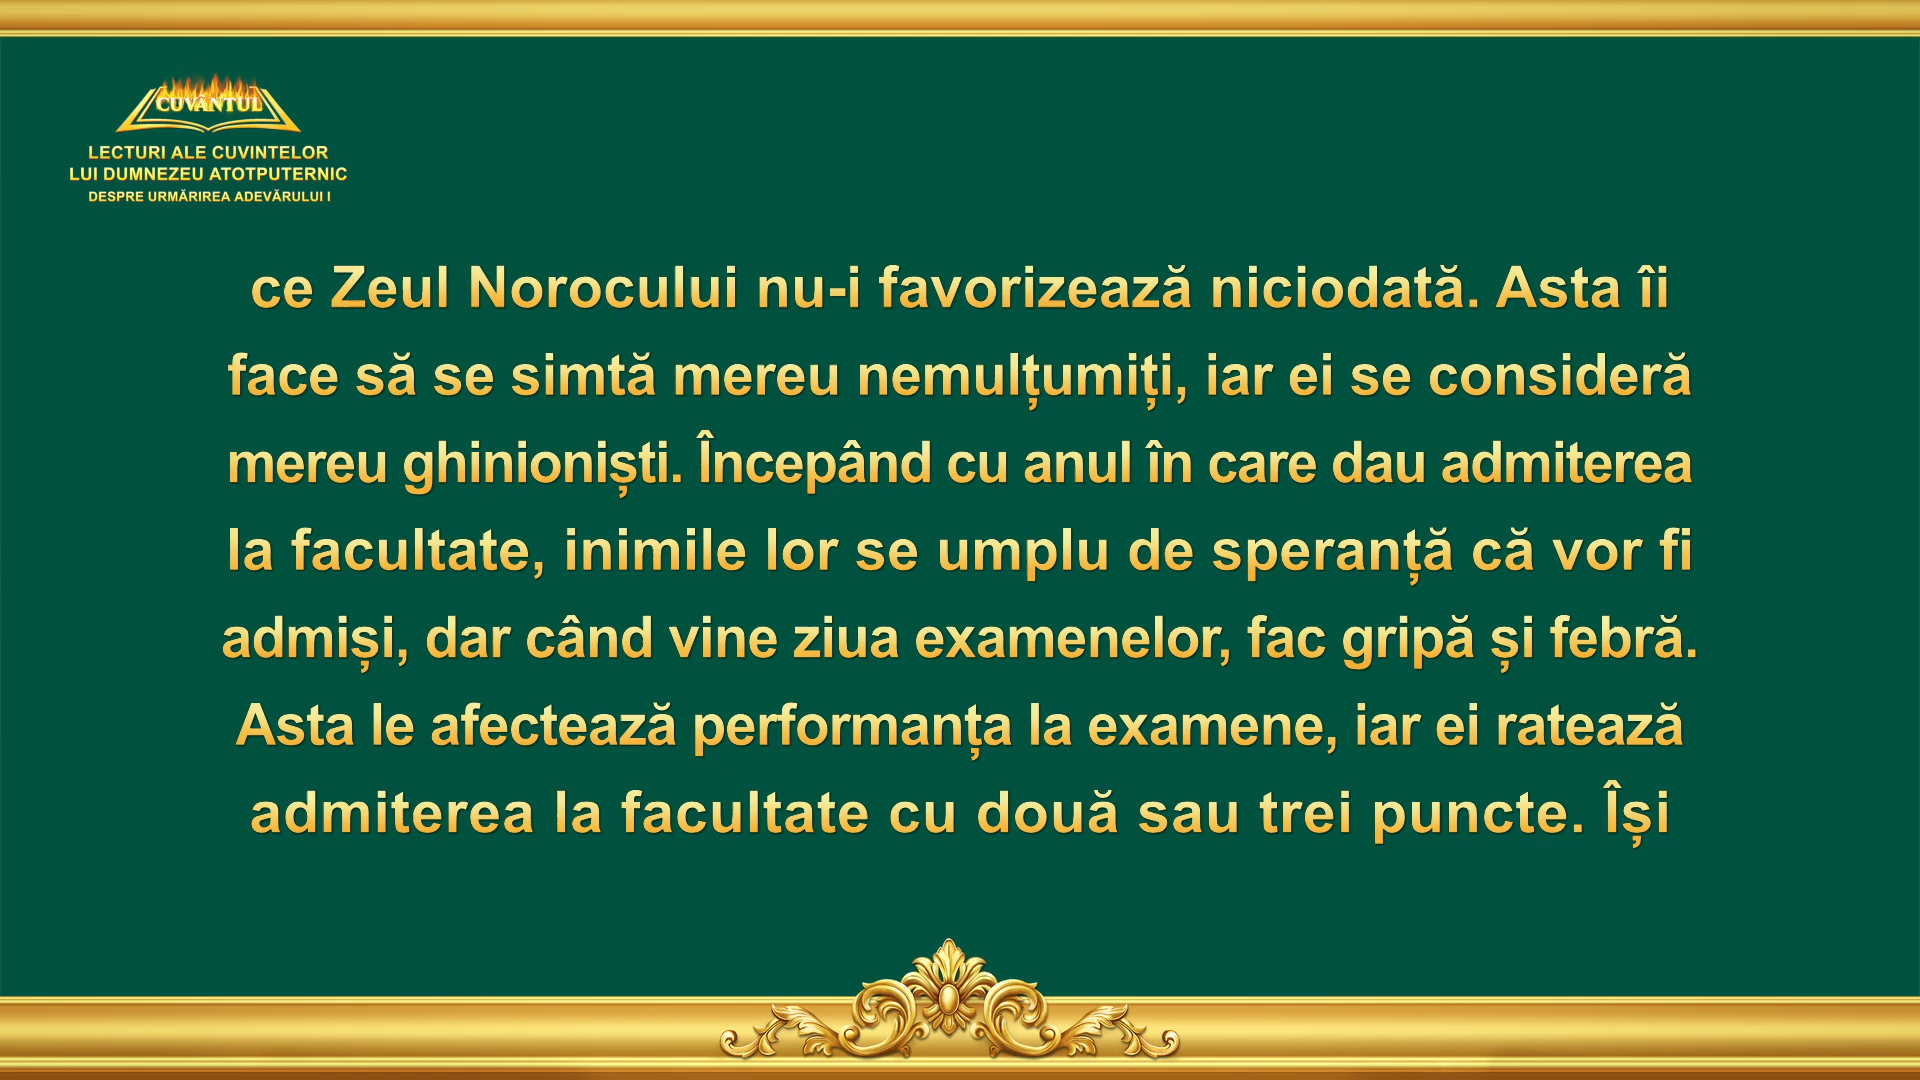 CUVÂNTUL
LECTURI ALE CUVINTELOR
LUI DUMNEZEU ATOTPUTERNIC
DESPRE URMĂRIREA ADEVĂRULUI I
ce Zeul Norocului nu-i favorizează niciodată. Asta îi
face să se simtă mereu nemulțumiți, iar ei se consideră
mereu ghinioniști. Începând cu anul în care dau admiterea
la facultate, inimile lor se umplu de speranță că vor fi
admiși, dar când vine ziua examenelor, fac gripă și febră.
Asta le afectează performanța la examene, iar ei ratează
admiterea la facultate cu două sau trei puncte. Își